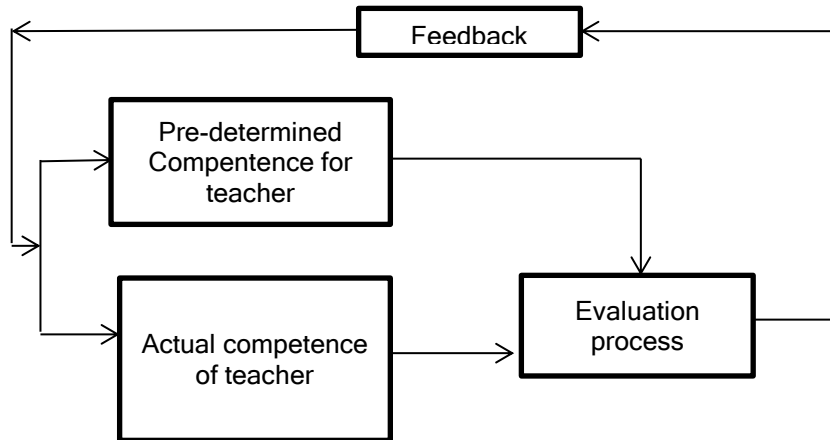 Feedback
Pre-determined
Compentence for
teacher
Actual competence
of teacher
Evaluation
process